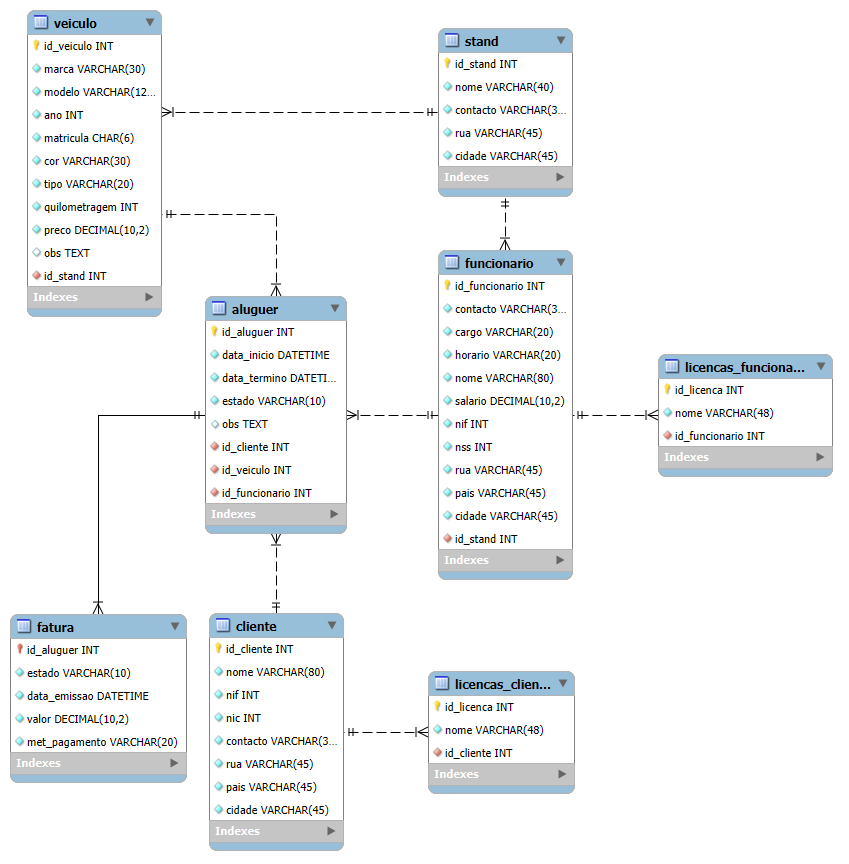 veiculo
id_veiculo INT
marca VARCHAR(30)
modelo VARCHAR(12...
ano INT
matricula CHAR(6)
cor VARCHAR(30)
tipo VARCHAR(20)
quilometragem INT
preco DECIMAL(10,2)
obs TEXT
id_stand INT
Indexes
stand
id_stand INT
nome VARCHAR(40)
contacto VARCHAR(3...
rua VARCHAR(45)
cidade VARCHAR(45)
Indexes
aluguer
id_aluguer INT
data_inicio DATETIME
data_termino DATETI...
estado VARCHAR(10)
obs TEXT
id_cliente INT
id_veiculo INT
id_funcionario INT
Indexes
funcionario
id_funcionario INT
contacto VARCHAR(3...
cargo VARCHAR(20)
horario VARCHAR(20)
nome VARCHAR(80)
salario DECIMAL(10,2)
nif INT
nss INT
rua VARCHAR(45)
pais VARCHAR(45)
cidade VARCHAR(45)
id_stand INT
Indexes
licencas_funciona...
id_licenca INT
nome VARCHAR(48)
id_funcionario INT
Indexes
fatura
id_aluguer INT
estado VARCHAR(10)
data_emissao DATETIME
valor DECIMAL(10,2)
met_pagamento VARCHAR(20)
Indexes
cliente
id_cliente INT
nome VARCHAR(80)
nif INT
nic INT
contacto VARCHAR(3...
rua VARCHAR(45)
pais VARCHAR(45)
cidade VARCHAR(45)
Indexes
licencas_clien...
id_licenca INT
nome VARCHAR(48)
id_cliente INT
Indexes